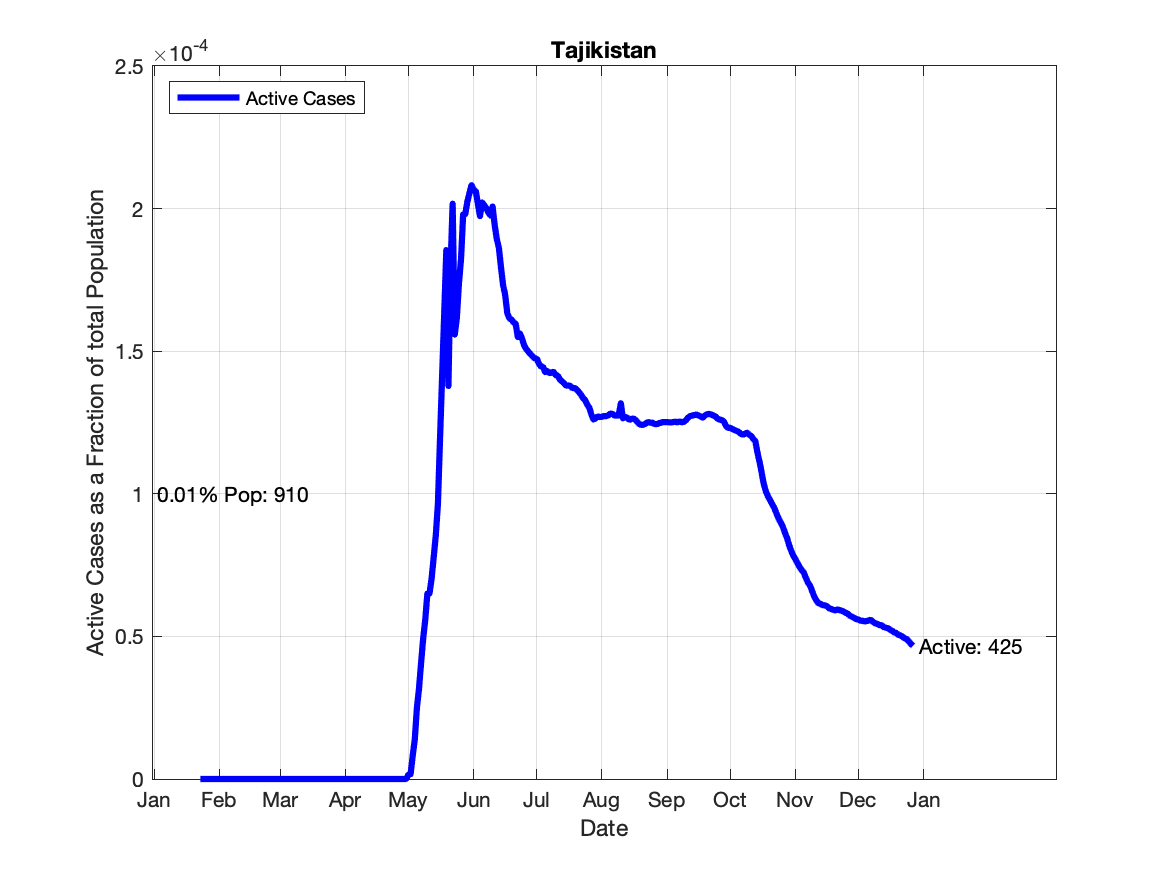 Tajikistan
×10-4
Active Cases
2.5
2
1.5
1
0.5
0
0.01% Pop: 910
Active: 425
Active Cases as a Fraction of total Population
Jan Feb Mar Apr May Jun Jul Aug Sep Oct Nov Dec Jan
Date